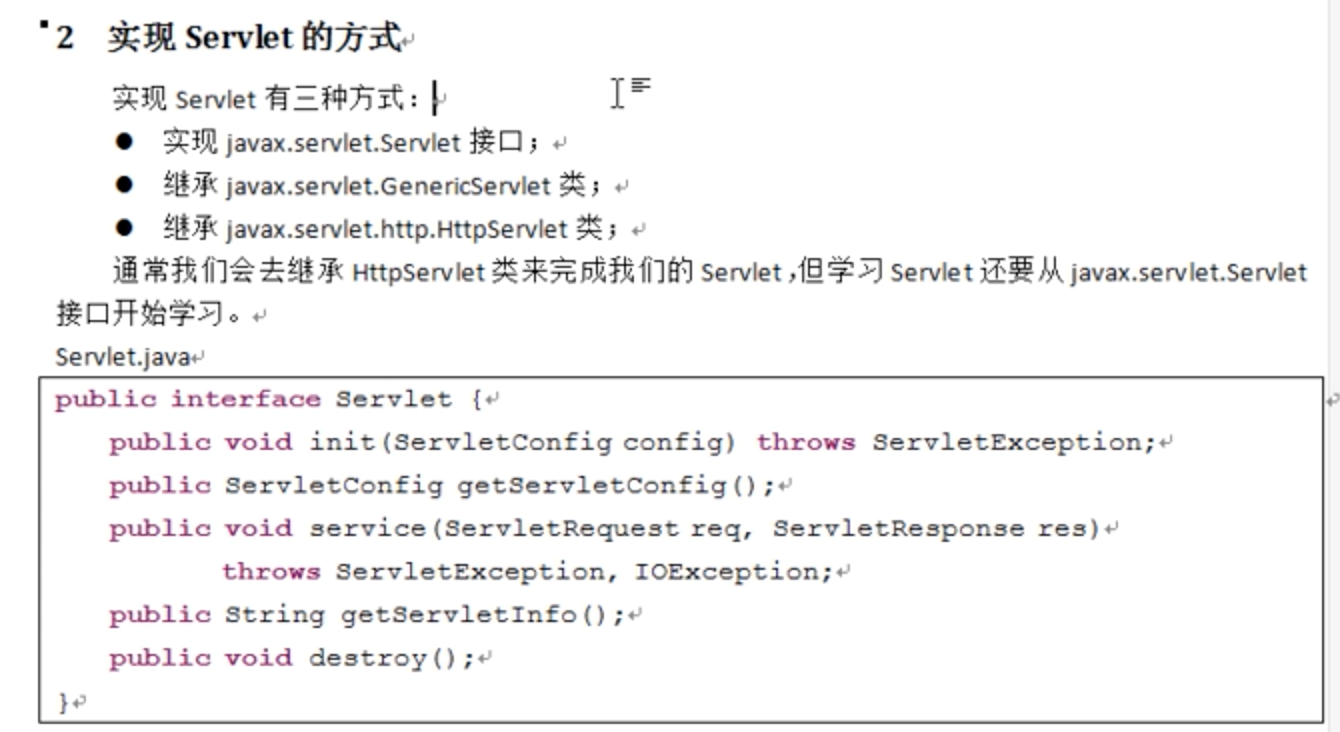 2 实现 Servlet 的方式
实现 Servlet 有三种方式：
● 实现 javax.servlet.Servlet 接口；
● 继承 javax.servlet.GenericServlet 类；
● 继承 javax.servlet.http.HttpServlet 类；
通常我们会去继承 HttpServlet 类来完成我们的 Servlet，但学习 Servlet 还要从 javax.servlet.Servlet
接口开始学习。
Servlet.java
public interface Servlet {
public void init(ServletConfig config) throws ServletException;
public ServletConfig getServletConfig();
public void service(ServletRequest req, ServletResponse res)
throws ServletException, IOException;
public String getServletInfo();
public void destroy();
}